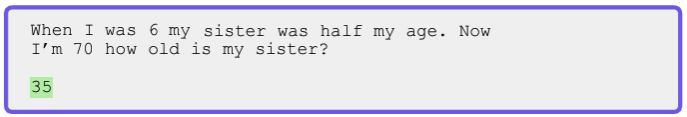 When I was 6 my sister was half my age. Now
I’m 70 how old is my sister?
35